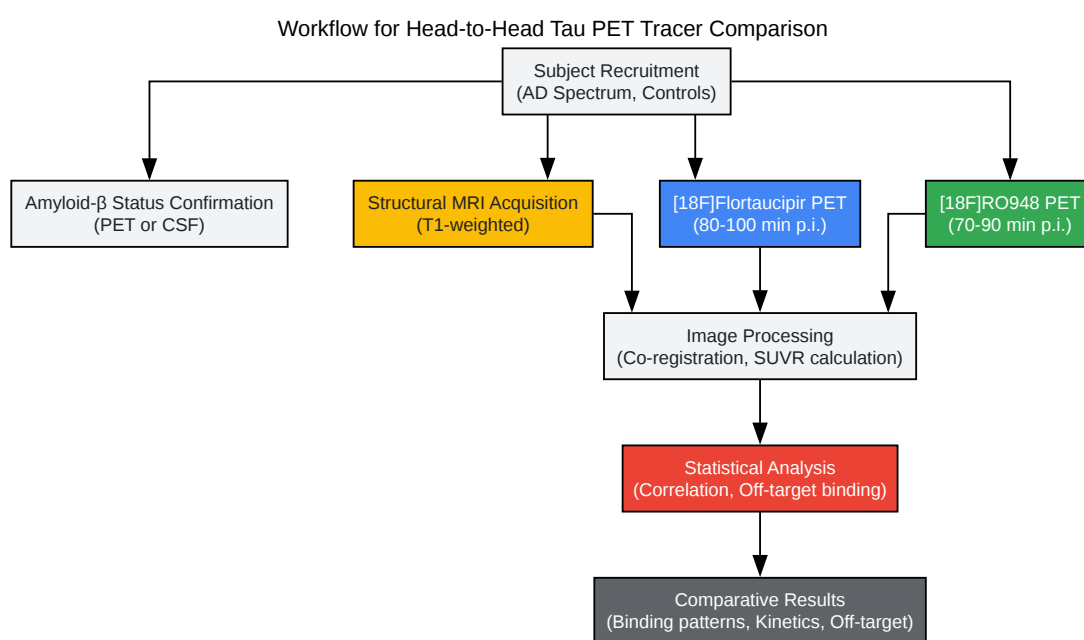 Workflow for Head-to-Head Tau PET Tracer Comparison
Subject Recruitment
(AD Spectrum, Controls)
Amyloid-β Status Confirmation
(PET or CSF)
Structural MRI Acquisition
(T1-weighted)
[18F]Flortaucipir PET
(80-100 min p.i.)
[18F]RO948 PET
(70-90 min p.i.)
Image Processing
(Co-registration, SUVR calculation)
Statistical Analysis
(Correlation, Off-target binding)
Comparative Results
(Binding patterns, Kinetics, Off-target)